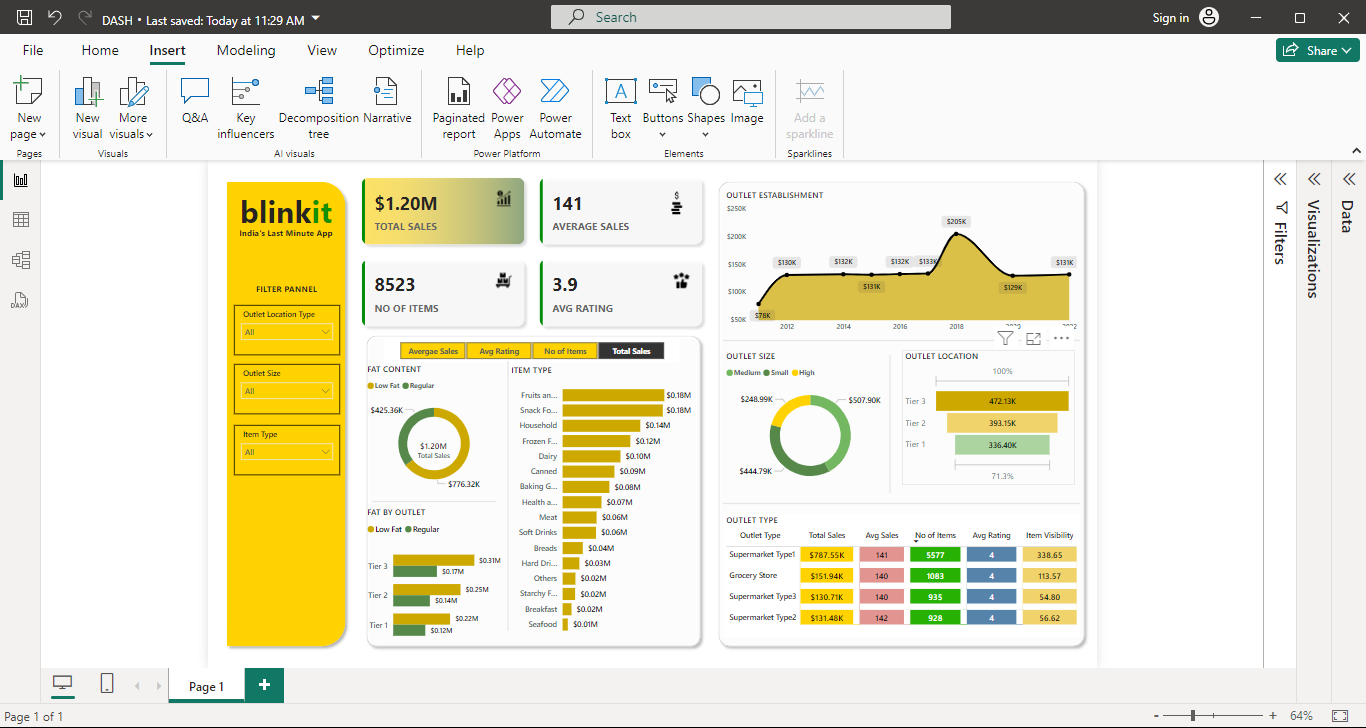 DASH • Last saved: Today at 11:29 AM
Search
Sign in
File Home Insert Modeling View Optimize Help
Share
New page
New visual
More visuals
Q&A
Key influencers
Decomposition tree
Narrative
Paginated report
Power Apps
Power Automate
Text box
Buttons
Shapes
Image
Add a sparkline
Pages
Visuals
AI visuals
Power Platform
Elements
Sparklines
DAX
blinkit
India's Last Minute App
FILTER PANNEL
Outlet Location Type
All
Outlet Size
All
Item Type
All
$1.20M
TOTAL SALES
141
AVERAGE SALES
8523
NO OF ITEMS
3.9
AVG RATING
Avergae Sales Avg Rating No of Items Total Sales
FAT CONTENT
Low Fat Regular
$425.36K
$1.20M
Total Sales
$776.32K
FAT BY OUTLET
Low Fat Regular
Tier 3 $0.31M
$0.17M
Tier 2 $0.25M
$0.14M
Tier 1 $0.22M
$0.12M
ITEM TYPE
Fruits an... $0.18M
Snack Fo... $0.18M
Household $0.14M
Frozen F... $0.12M
Dairy $0.10M
Canned $0.09M
Baking G... $0.08M
Health a... $0.07M
Meat $0.06M
Soft Drinks $0.06M
Breads $0.04M
Hard Dri... $0.03M
Others $0.02M
Starchy F... $0.02M
Breakfast $0.02M
Seafood $0.01M
OUTLET ESTABLISHMENT
$250K
$200K
$150K
$100K
$50K
$78K
$130K
$132K
$131K
$132K
$133K
$205K
$129K
$131K
2012 2014 2016 2018 2020 2022
OUTLET SIZE
Medium Small High
$248.99K
$507.90K
$444.79K
OUTLET LOCATION
100%
Tier 3 472.13K
Tier 2 393.15K
Tier 1 336.40K
71.3%
OUTLET TYPE
Outlet Type Total Sales Avg Sales No of Items Avg Rating Item Visibility
Supermarket Type1 $787.55K 141 5577 4 338.65
Grocery Store $151.94K 140 1083 4 113.57
Supermarket Type3 $130.71K 140 935 4 54.80
Supermarket Type2 $131.48K 142 928 4 56.62
Filters
Visualizations
Data
Page 1
+
Page 1 of 1
- + 64%